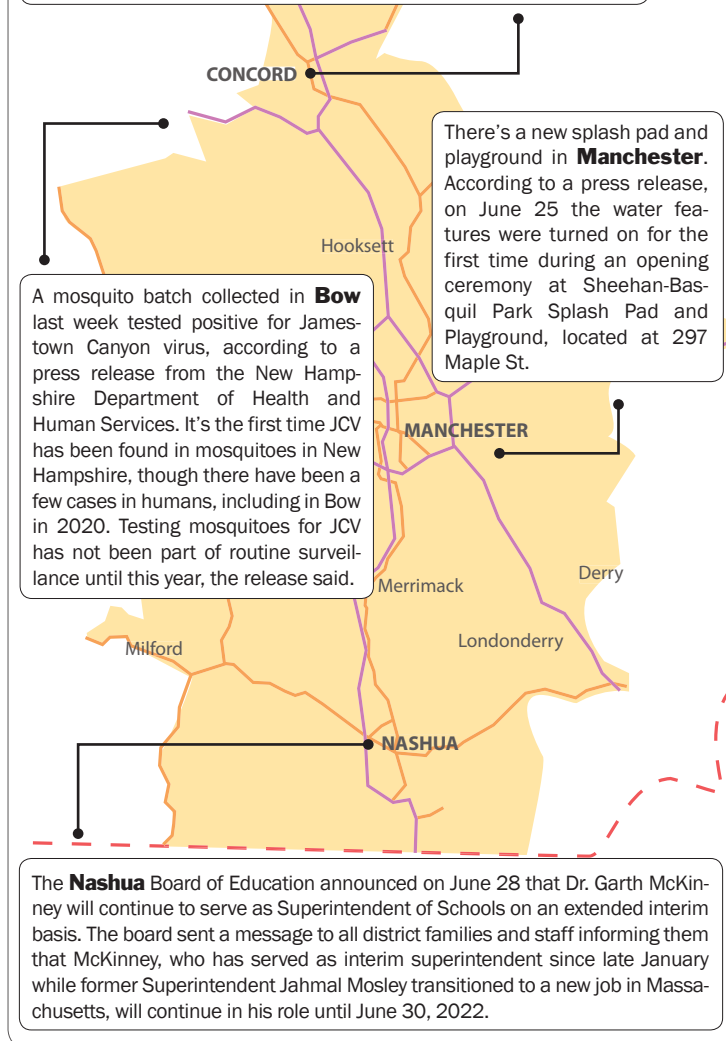 CONCORD
There's a new splash pad and
playground in Manchester.
According to a press release,
on June 25 the water fea-
tures were turned on for the
first time during an opening
ceremony at Sheehan-Bas-
quil Park Splash Pad and
Playground, located at 297
Maple St.
Hooksett
A mosquito batch collected in Bow
last week tested positive for James-
town Canyon virus, according to a
press release from the New Hamp-
shire Department of Health and
Human Services. It's the first time JCV
has been found in mosquitoes in New
Hampshire, though there have been a
few cases in humans, including in Bow
in 2020. Testing mosquitoes for JCV
has not been part of routine surveil-
lance until this year, the release said.
MANCHESTER
Merrimack
Derry
Londonderry
Milford
NASHUA
The Nashua Board of Education announced on June 28 that Dr. Garth McKin-
ney will continue to serve as Superintendent of Schools on an extended interim
basis. The board sent a message to all district families and staff informing them
that McKinney, who has served as interim superintendent since late January
while former Superintendent Jahmal Mosley transitioned to a new job in Massa-
chusetts, will continue in his role until June 30, 2022.